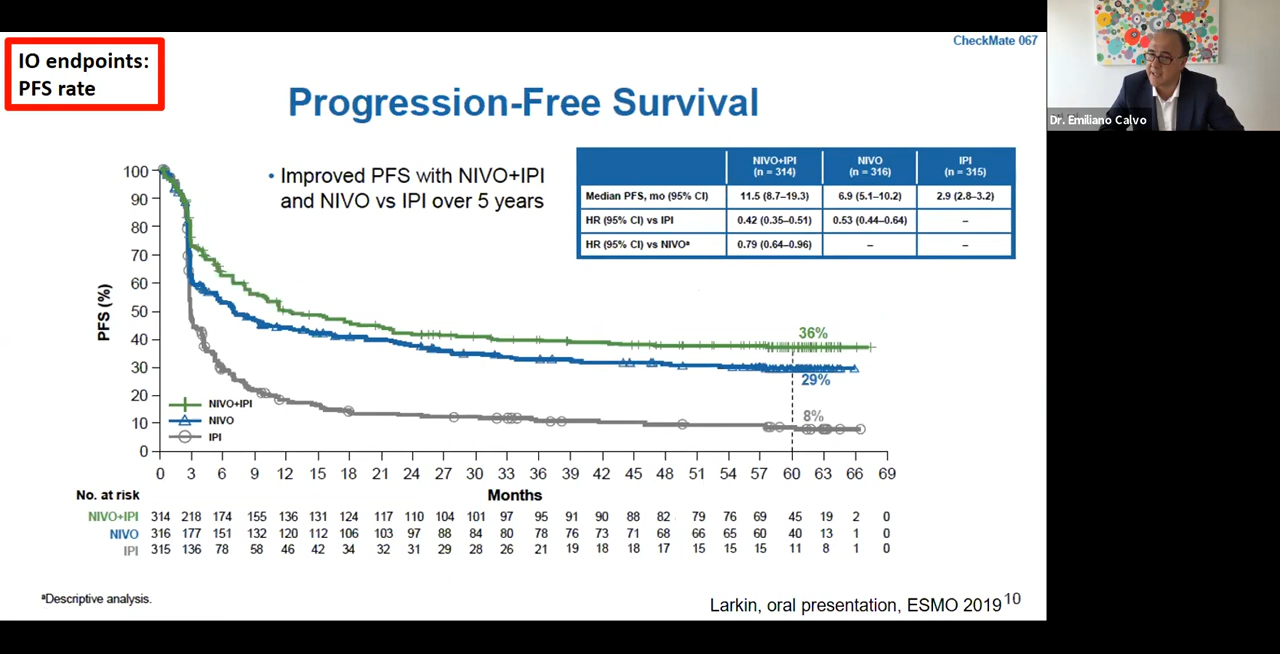 CheckMate 067
IO endpoints:
PFS rate
Dr. Emiliano Calvo
Progression-Free Survival
• Improved PFS with NIVO+IPI
and NIVO vs IPI over 5 years
NIVO+IPI NIVO IPI
(n = 314) (n = 316) (n = 315)
Median PFS, mo (95% CI) 11.5 (8.7–19.3) 6.9 (5.1–10.2) 2.9 (2.8–3.2)
HR (95% CI) vs IPI 0.42 (0.35–0.51) 0.53 (0.44–0.64) –
HR (95% CI) vs NIVOᵃ 0.79 (0.64–0.96) – –
PFS (%)
100
90
80
70
60
50
40
30
20
10
0
36%
29%
8%
NIVO+IPI
NIVO
IPI
0 3 6 9 12 15 18 21 24 27 30 33 36 39 42 45 48 51 54 57 60 63 66 69
Months
No. at risk
NIVO+IPI 314 218 174 155 136 131 124 117 110 104 101 97 95 91 90 88 82 79 76 69 45 19 2 0
NIVO 316 177 151 132 120 112 106 103 97 88 84 80 78 76 73 71 68 66 65 60 40 13 1 0
IPI 315 136 78 58 46 42 34 32 31 29 28 26 21 19 18 18 17 15 15 15 11 8 1 0
ᵃDescriptive analysis.
Larkin, oral presentation, ESMO 2019
10